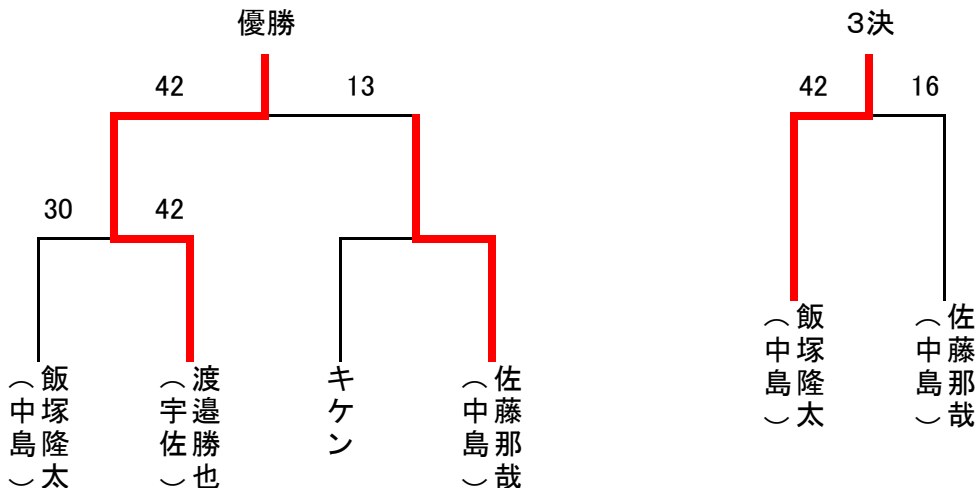 優勝
3決
42
13
42
16
30
42
飯塚隆太
（中島）
渡邉勝也
（宇佐）
キケン
佐藤那哉
（中島）
飯塚隆太
（中島）
佐藤那哉
（中島）